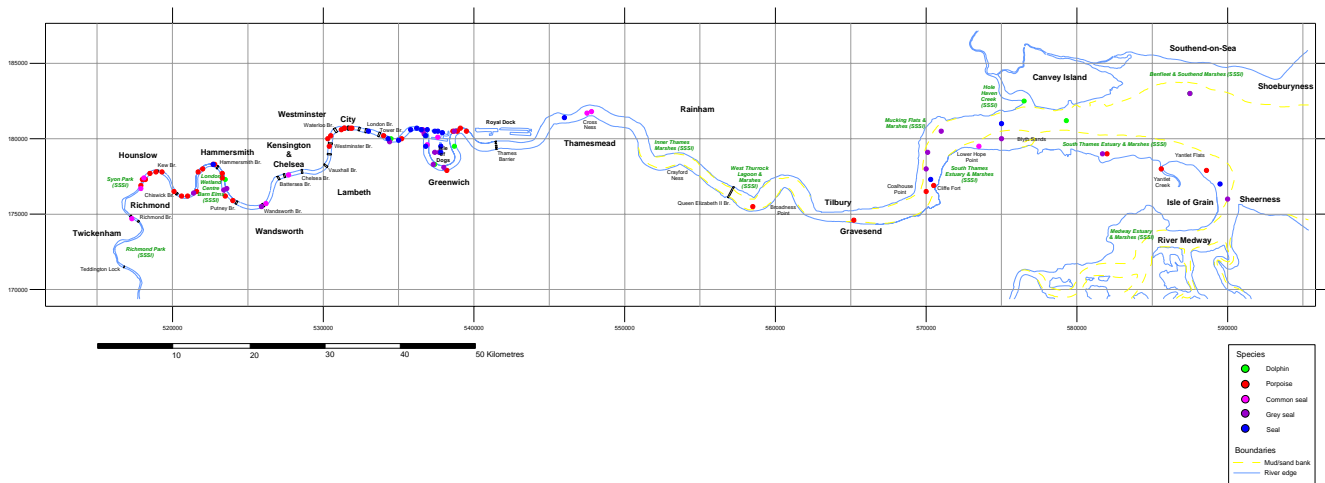 Southend-on-Sea
185000
Benfleet & Southend Marshes (SSSI)
Canvey Island
Shoeburyness
Hole
Haven
Creek
(SSSI)
Rainham
Westminster
City
Waterloo Br.
London Br.
Tower Br.
Royal Dock
Mucking Flats &
Marshes (SSSI)
Cross
Ness
180000
Westminster Br.
Thames
Barrier
Thamesmead
Inner Thames
Marshes (SSSI)
Blyth Sands
South Thames Estuary & Marshes (SSSI)
Kensington
&
Chelsea
Hounslow
Kew Br.
Hammersmith
Hammersmith Br.
Dogs
Lower Hope
Point
Yantlet Flats
Syon Park
(SSSI)
London
Wetland
Centre
Barn Elms
(SSSI)
Vauxhall Br.
Chelsea Br.
Battersea Br.
Lambeth
Greenwich
Crayford
Ness
West Thurrock
Lagoon &
Marshes
(SSSI)
South Thames
Estuary & Marshes
(SSSI)
Yantlet
Creek
Chiswick Br.
Coalhouse
Point
Cliffe Fort
Richmond
Putney Br.
Wandsworth Br.
Queen Elizabeth II Br.
Broadness
Point
Tilbury
Isle of Grain
Sheerness
175000
Richmond Br.
Twickenham
Wandsworth
Gravesend
Medway Estuary
& Marshes (SSSI)
River Medway
Richmond Park
(SSSI)
Teddington Lock
170000
520000
530000
540000
550000
560000
570000
580000
590000
10
20
30
40
50 Kilometres
Species
Dolphin
Porpoise
Common seal
Grey seal
Seal
Boundaries
Mud/sand bank
River edge